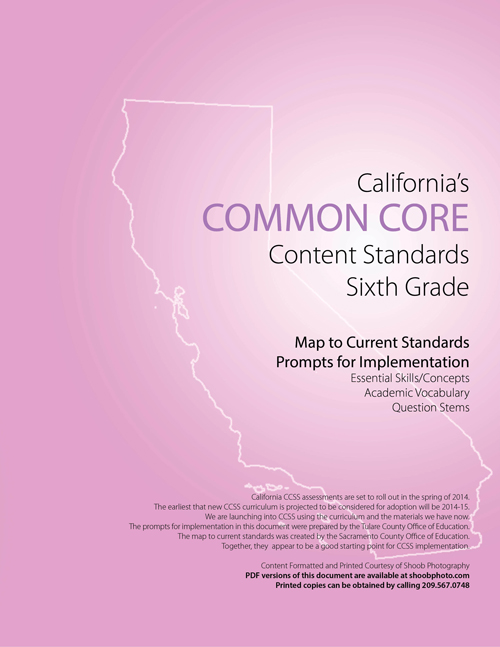 California's
COMMON CORE
Content Standards
Sixth Grade
Map to Current Standards
Prompts for Implementation
Essential Skills/Concepts
Academic Vocabulary
Question Stems
California CCSS assessments are set to roll out in the spring of 2014.
The earliest that new CCSS curriculum is projected to be considered for adoption will be 2014-15.
We are launching into CCSS using the curriculum and the materials we have now.
The prompts for implementation in this document were prepared by the Tulare County Office of Education.
The map to current standards was created by the Sacramento County Office of Education.
Together, they appear to be a good starting point for CCSS implementation.
Content Formatted and Printed Courtesy of Shoob Photography
PDF versions of this document are available at shoobphoto.com
Printed copies can be obtained by calling 209.567.0748